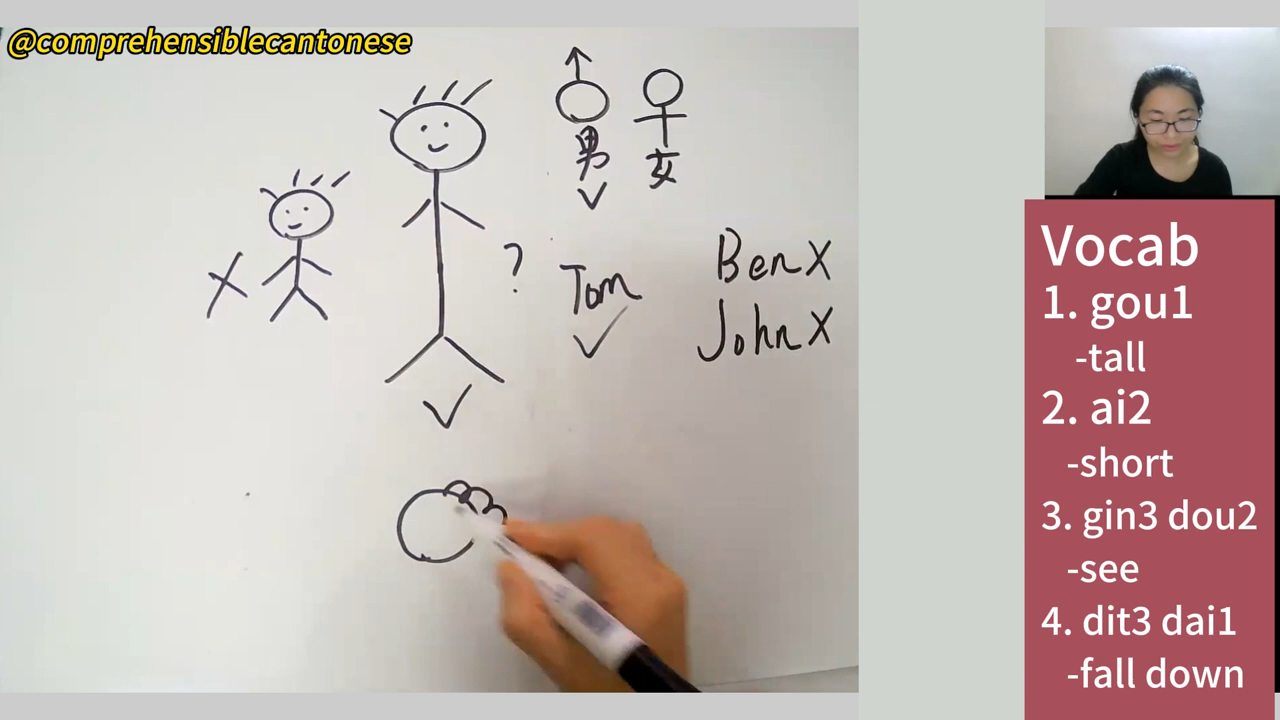 @comprehensiblecantonese
男 女
Tom
Ben X
John X
X
?
Vocab
1. gou1
-tall
2. ai2
-short
3. gin3 dou2
-see
4. dit3 dai1
-fall down